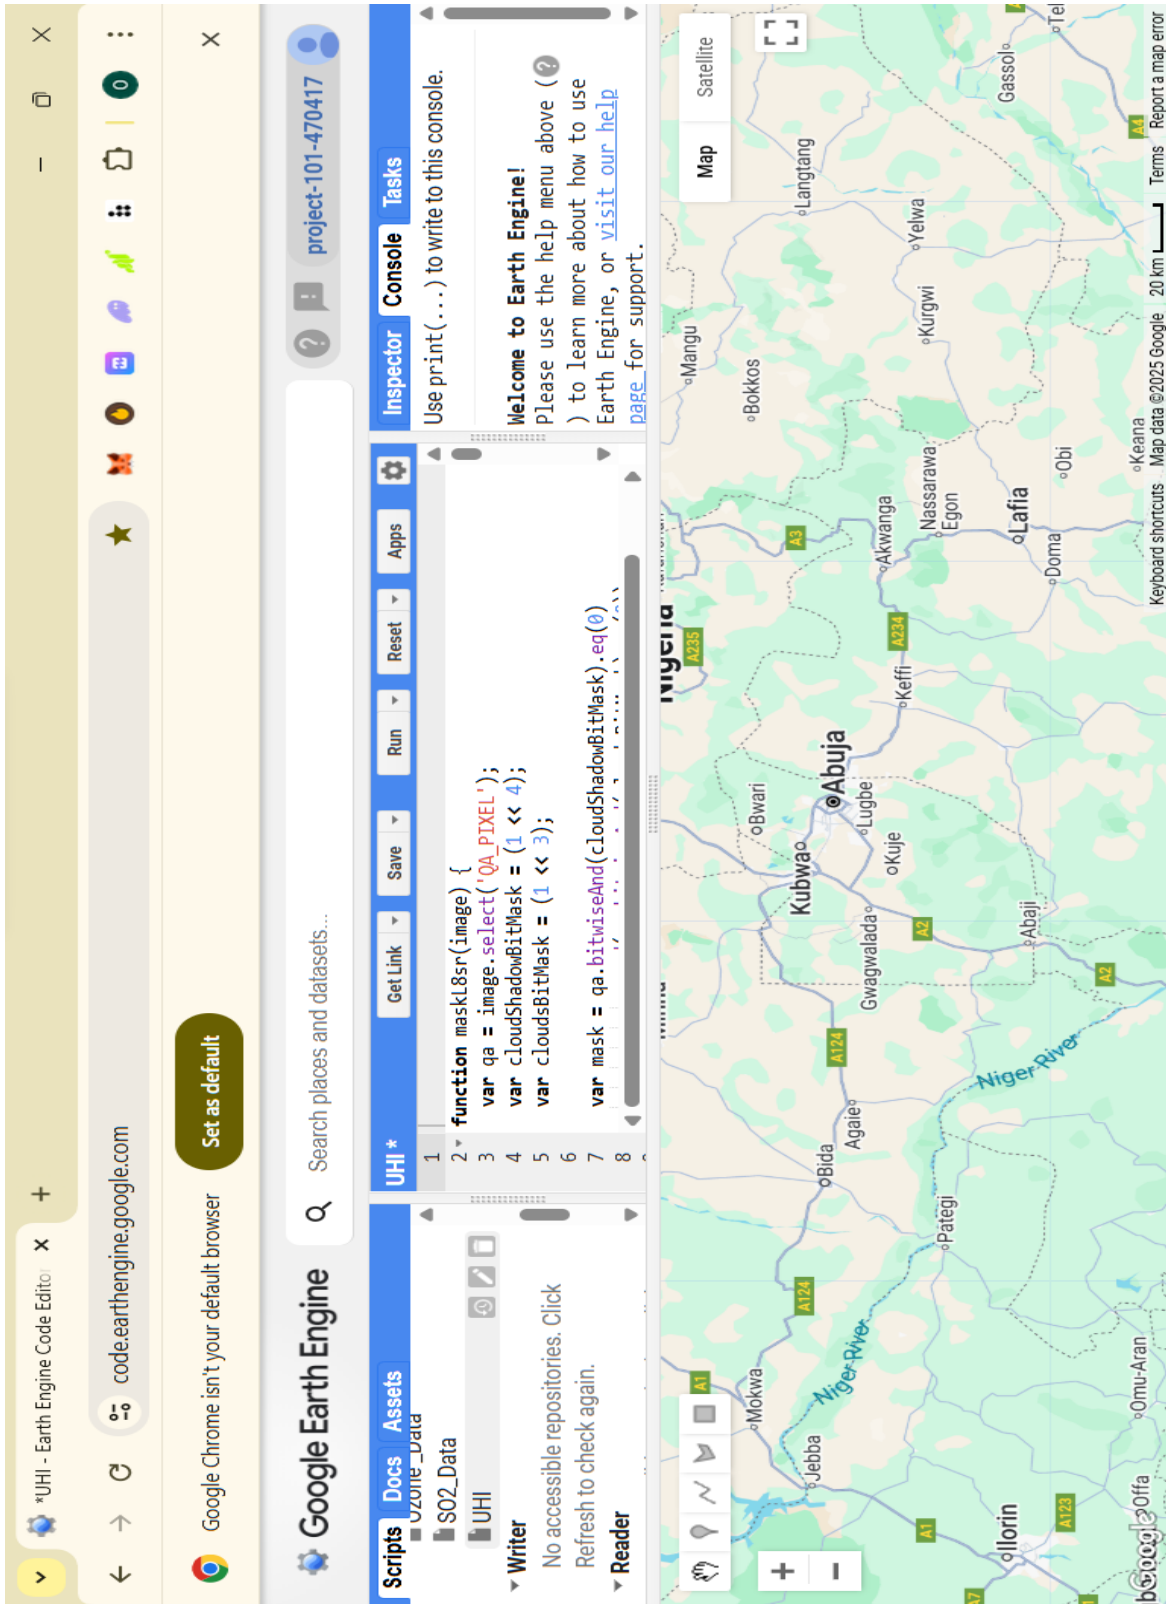 *UHI - Earth Engine Code Editor
code.earthengine.google.com
Google Chrome isn't your default browser
Set as default
Google Earth Engine
Search places and datasets...
project-101-470417
Scripts
Docs
Assets
Ozone_Data
SO2_Data
UHI
Writer
No accessible repositories. Click
Refresh to check again.
Reader
UHI *
Get Link
Save
Run
Reset
Apps
1
2 function maskL8sr(image) {
3 var qa = image.select('QA_PIXEL');
4 var cloudShadowBitMask = (1 << 4);
5 var cloudsBitMask = (1 << 3);
6
7 var mask = qa.bitwiseAnd(cloudShadowBitMask).eq(0)
8
Inspector
Console
Tasks
Use print(...) to write to this console.
Welcome to Earth Engine!
Please use the help menu above (?
) to learn more about how to use
Earth Engine, or visit our help
page for support.
Map
Satellite
Nigeria
A235
A3
Mangu
Langtang
Bokkos
Gassol
A4
Yelwa
Kurgwi
Akwanga
Nassarawa
Egon
Lafia
Doma
Obi
Keana
A234
Keffi
Abuja
Bwari
Lugbe
Kubwa
Kuje
Gwagwalada
A2
Abaji
A2
A124
Agaie
Bida
Niger River
Pategi
A124
Niger River
A1
Mokwa
Jebba
Omu-Aran
Offa
A1
Ilorin
A123
A7
Google
Keyboard shortcuts
Map data ©2025 Google
20 km
Terms
Report a map error